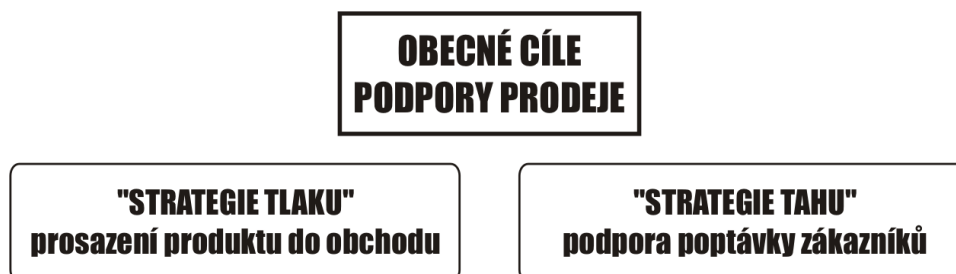 OBECNÉ CÍLE
PODPORY PRODEJE
"STRATEGIE TLAKU"
prosazení produktu do obchodu
"STRATEGIE TAHU"
podpora poptávky zákazníků